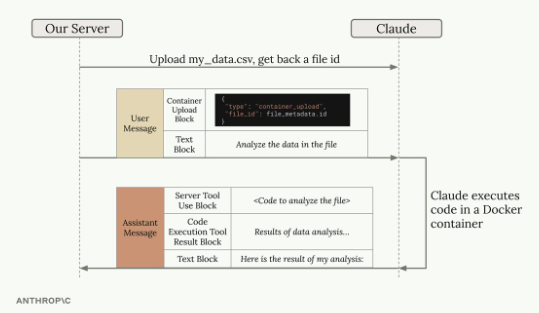 Our Server
Claude
Upload my_data.csv, get back a file id
User
Message
Container
Upload
Block
{
"type": "container_upload",
"file_id": file_metadata.id
}
Text
Block
Analyze the data in the file
Claude executes
code in a Docker
container
Assistant
Message
Server Tool
Use Block
<Code to analyze the file>
Code
Execution Tool
Result Block
Results of data analysis...
Text Block
Here is the result of my analysis:
ANTHROP\C